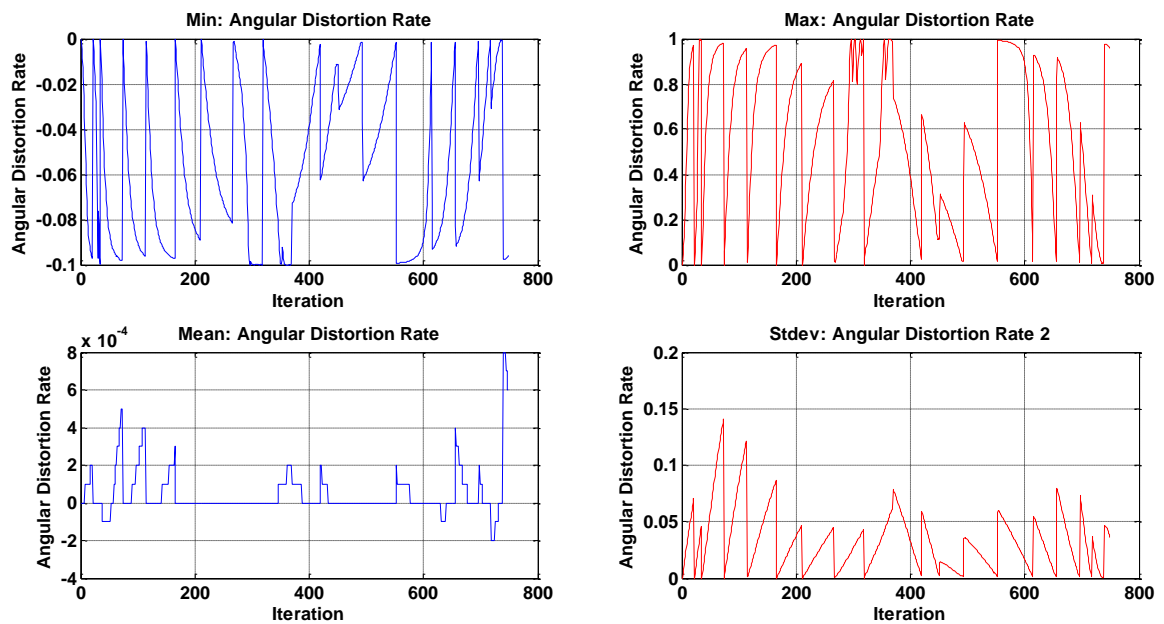 Min: Angular Distortion Rate
Angular Distortion Rate
0
-0.02
-0.04
-0.06
-0.08
-0.1
0 200 400 600 800
Iteration
Max: Angular Distortion Rate
Angular Distortion Rate
1
0.8
0.6
0.4
0.2
0
0 200 400 600 800
Iteration
Mean: Angular Distortion Rate
x 10-4
Angular Distortion Rate
8
6
4
2
0
-2
-4
0 200 400 600 800
Iteration
Stdev: Angular Distortion Rate 2
Angular Distortion Rate
0.2
0.15
0.1
0.05
0
0 200 400 600 800
Iteration